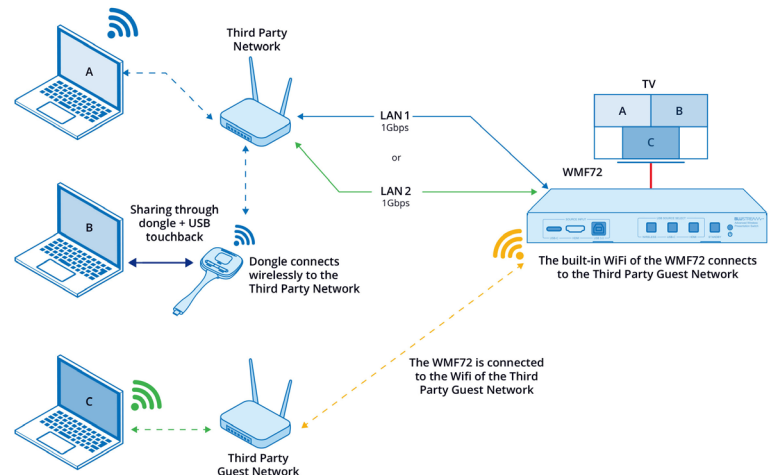 Third Party
Network
A
LAN 1
1Gbps
or
LAN 2
1Gbps
TV
A
B
C
WMF72
Sharing through
dongle + USB
touchback
B
Dongle connects
wirelessly to the
Third Party Network
The built-in WiFi of the WMF72 connects
to the Third Party Guest Network
The WMF72 is connected
to the Wifi of the Third
Party Guest Network
C
Third Party
Guest Network